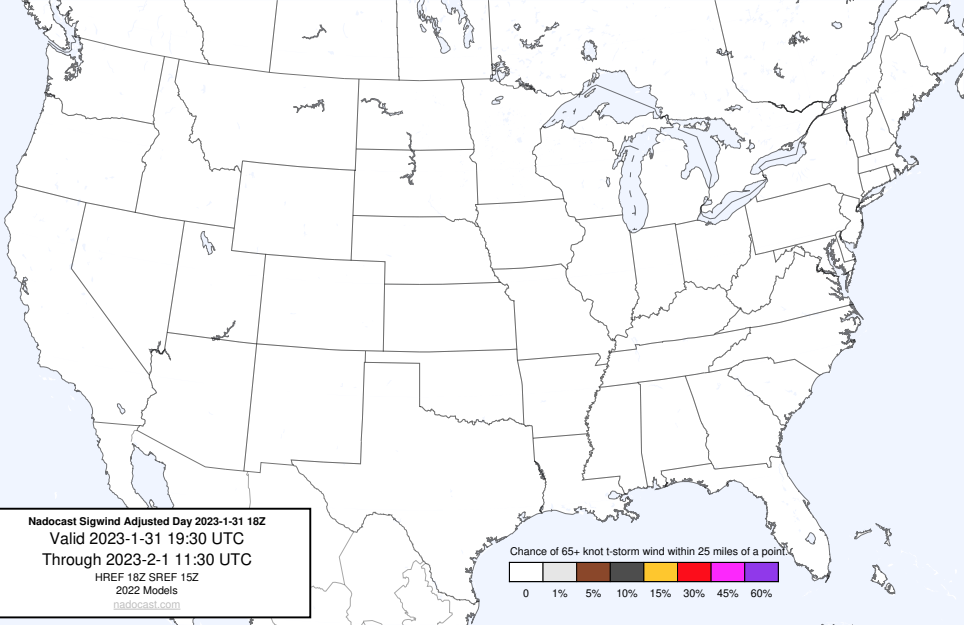 Nadocast Sigwind Adjusted Day 2023-1-31 18Z
Valid 2023-1-31 19:30 UTC
Through 2023-2-1 11:30 UTC
HREF 18Z SREF 15Z
2022 Models
nadocast.com
Chance of 65+ knot t-storm wind within 25 miles of a point.
0 1% 5% 10% 15% 30% 45% 60%